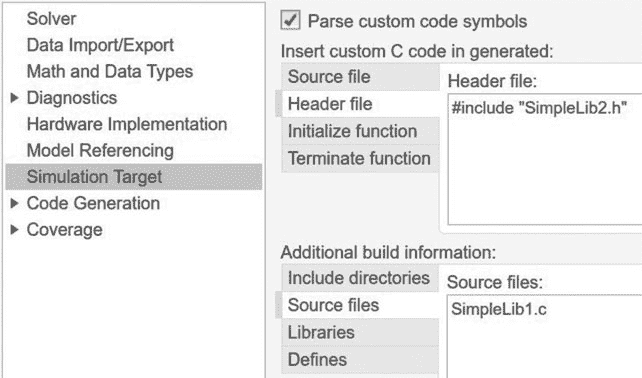 Solver
Data Import/Export
Math and Data Types
Diagnostics
Hardware Implementation
Model Referencing
Simulation Target
Code Generation
Coverage
Parse custom code symbols
Insert custom C code in generated:
Source file
Header file
Initialize function
Terminate function
Header file:
#include "SimpleLib2.h"
Additional build information:
Include directories
Source files
Libraries
Defines
Source files:
SimpleLib1.c